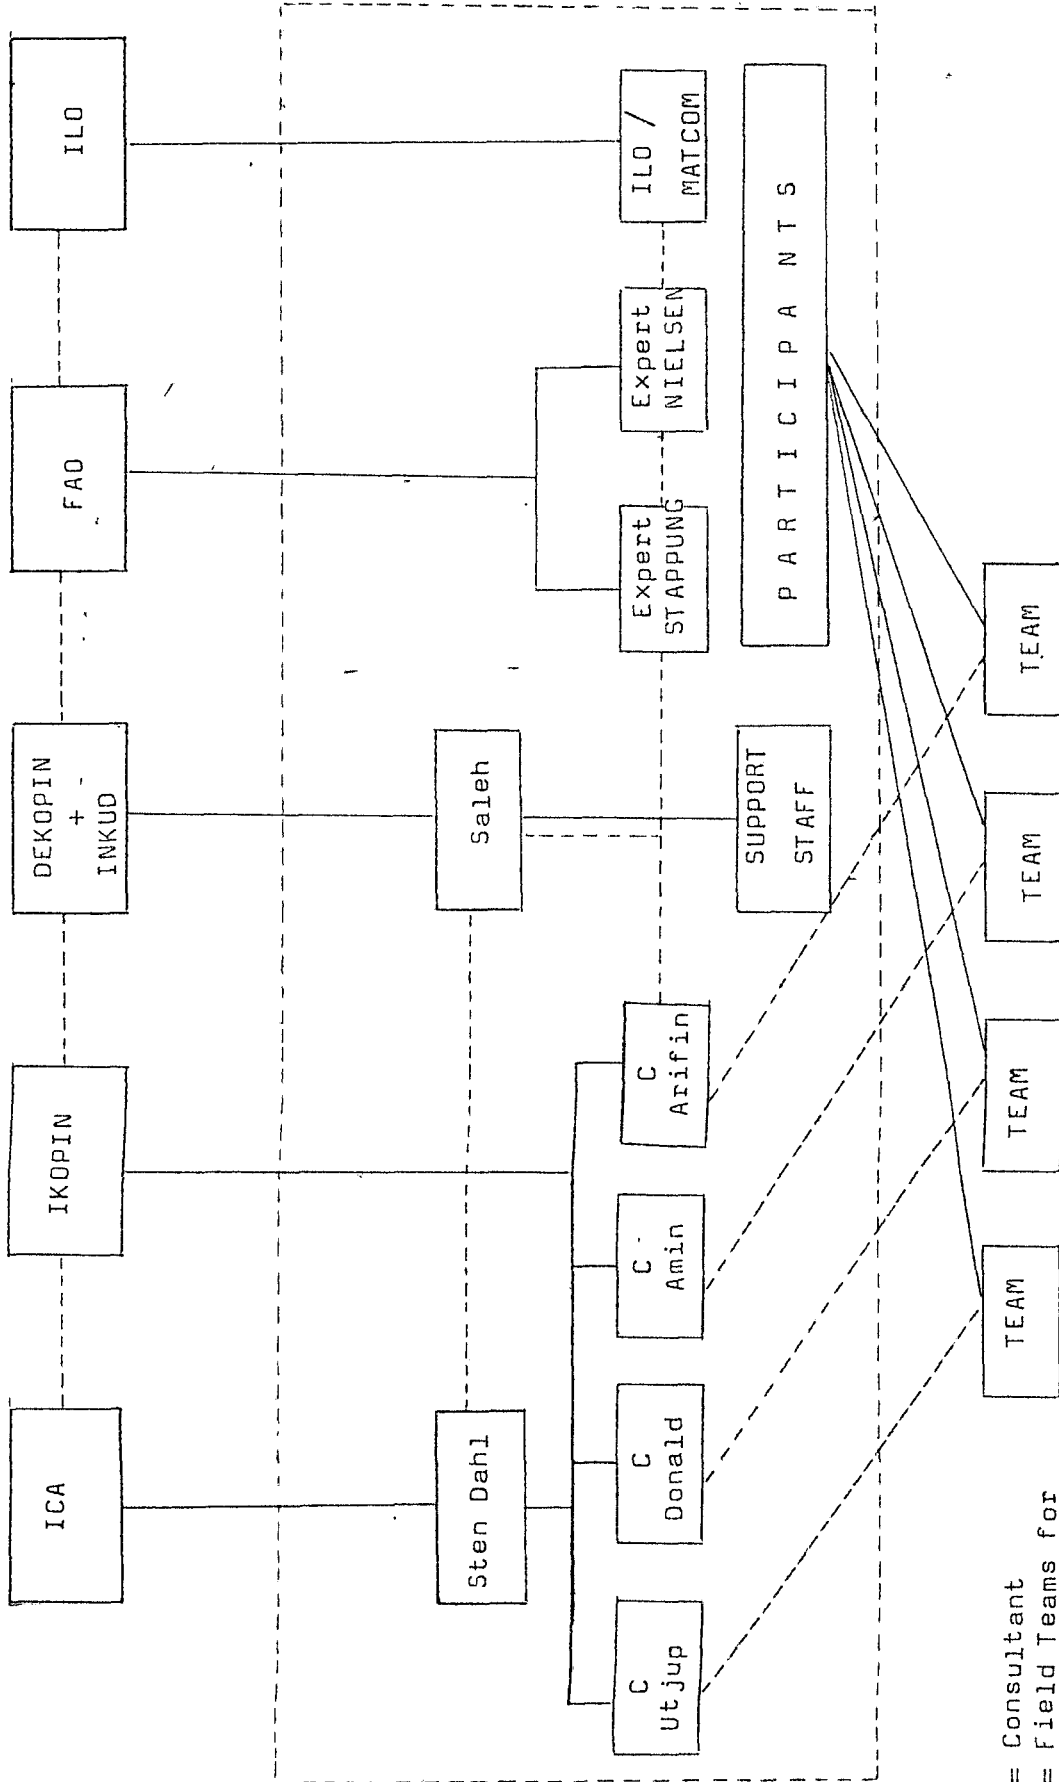 ICA
IKOPIN
DEKOPIN
+
INKUD
FAO
ILO
Sten Dahl
Saleh
C
Utjup
C
Donald
C
Amin
C
Arifin
Expert
STAPPUNG
Expert
NIELSEN
ILO /
MATCOM
SUPPORT
STAFF
PARTICIPANTS
TEAM
TEAM
TEAM
TEAM
= Consultant
= Field Teams for